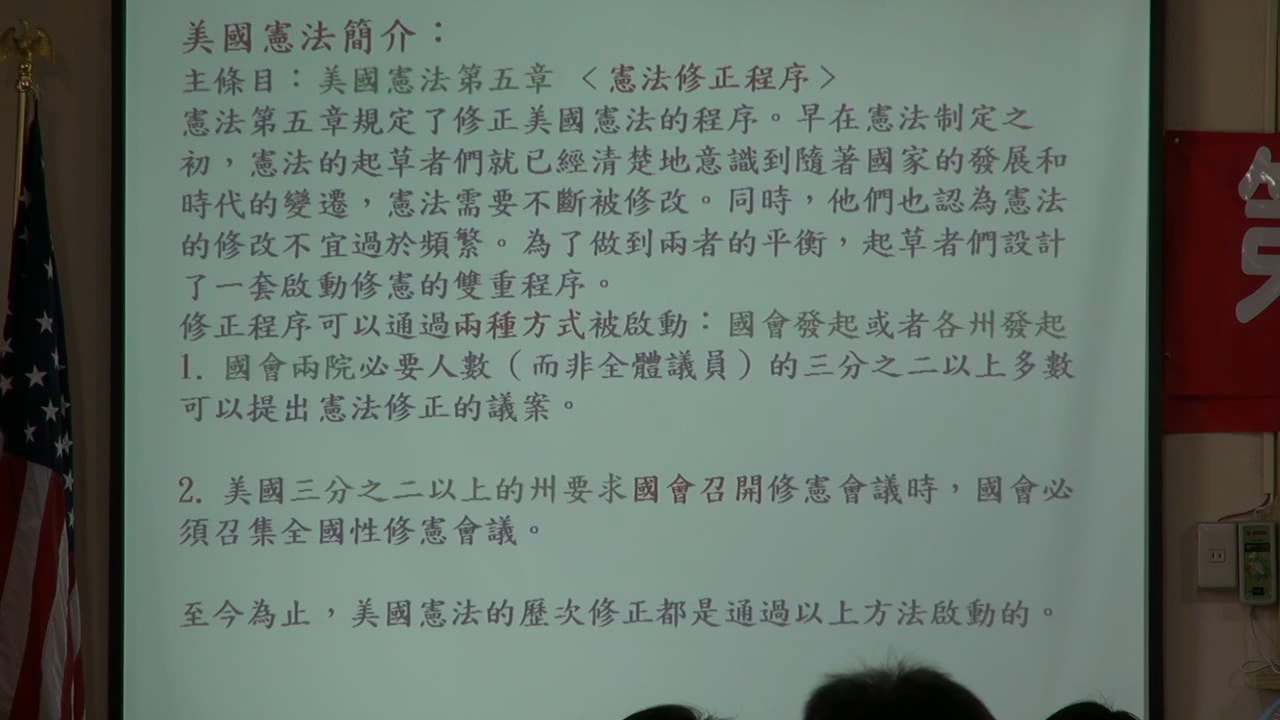 美國憲法簡介：
主條目：美國憲法第五章 〈憲法修正程序〉
憲法第五章規定了修正美國憲法的程序。早在憲法制定之
初，憲法的起草者們就已經清楚地意識到隨著國家的發展和
時代的變遷，憲法需要不斷被修改。同時，他們也認為憲法
的修改不宜過於頻繁。為了做到兩者的平衡，起草者們設計
了一套啟動修憲的雙重程序。
修正程序可以通過兩種方式被啟動：國會發起或者各州發起
1. 國會兩院必要人數（而非全體議員）的三分之二以上多數
可以提出憲法修正的議案。
2. 美國三分之二以上的州要求國會召開修憲會議時，國會必
須召集全國性修憲會議。
至今為止，美國憲法的歷次修正都是通過以上方法啟動的。